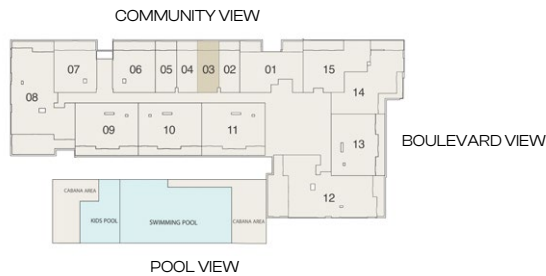 COMMUNITY VIEW
07 06 05 04 03 02 01 15
08 14
09 10 11
13
BOULEVARD VIEW
12
CABANA AREA
KIDS POOL SWIMMING POOL CABANA AREA
POOL VIEW